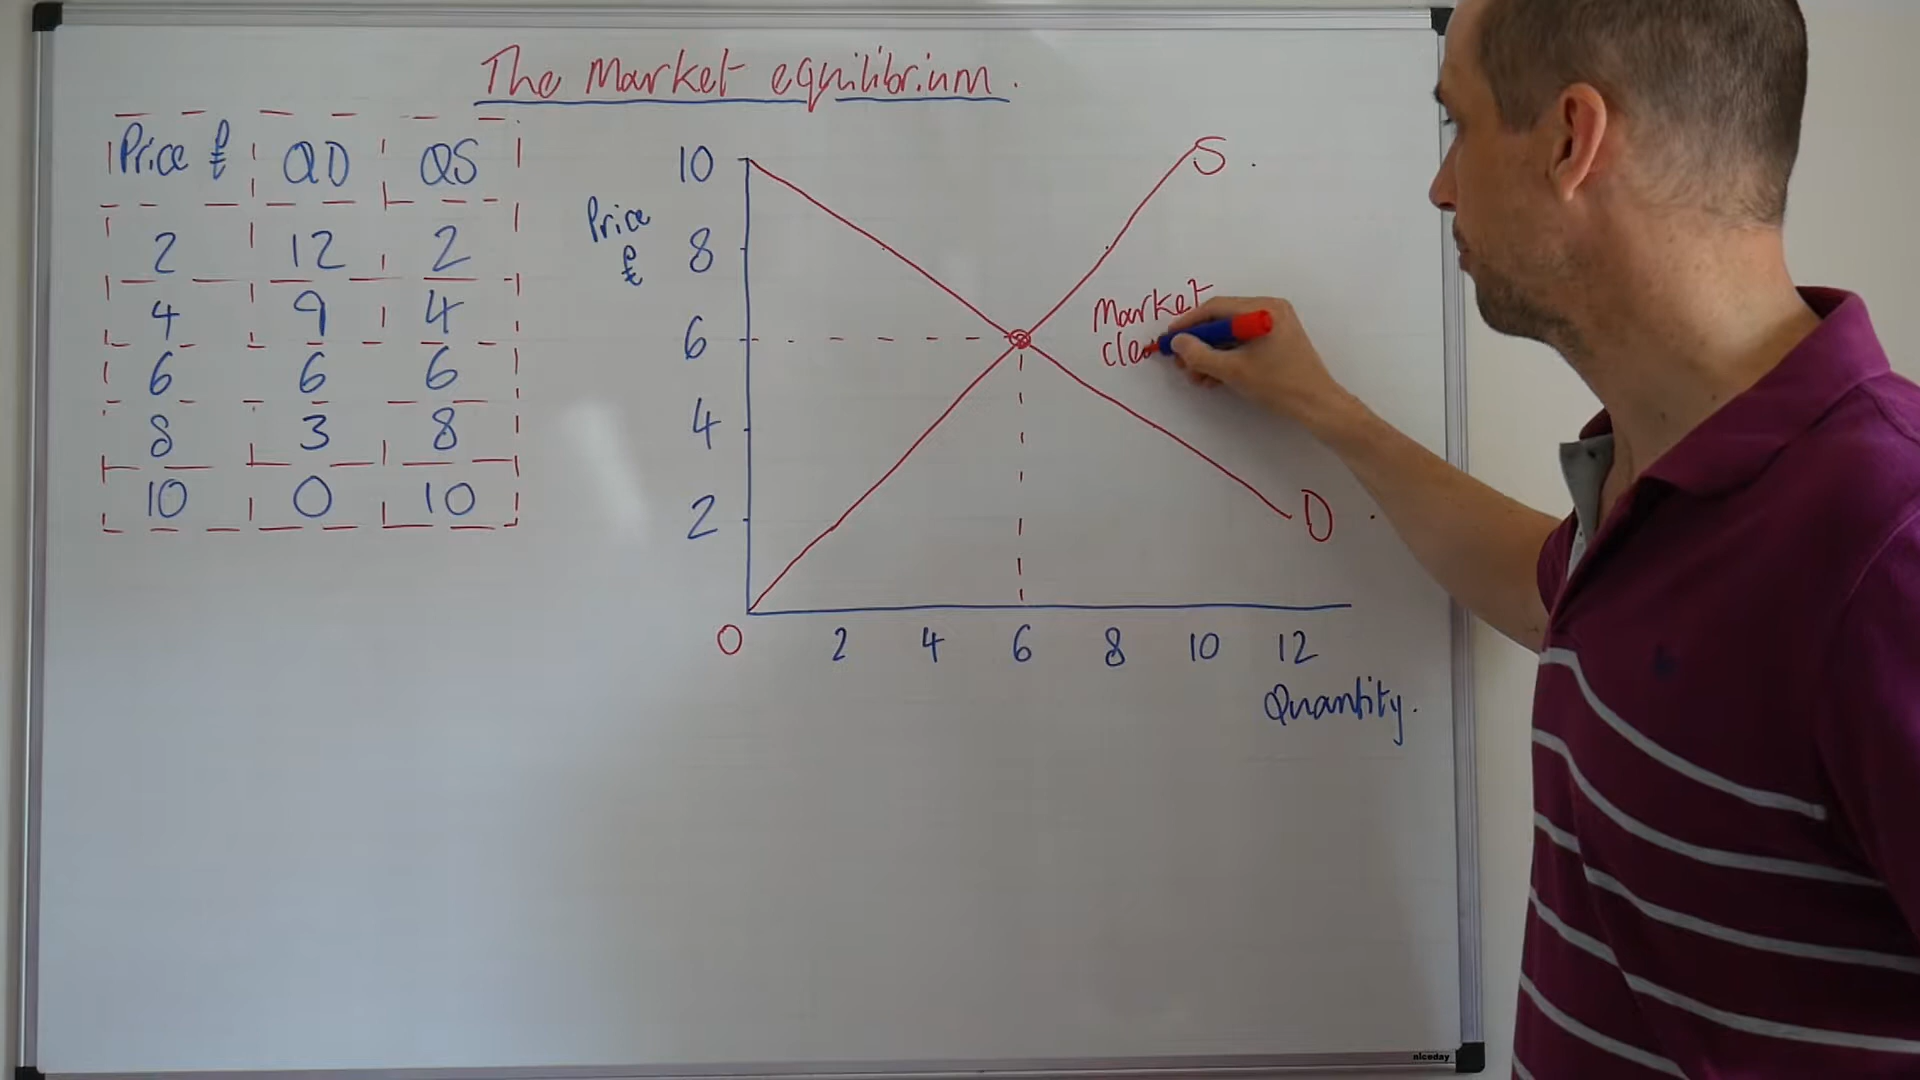 The Market equilibrium.
Price £ QD QS
2 12 2
4 9 4
6 6 6
8 3 8
10 0 10
Price
£
10
8
6
4
2
0 2 4 6 8 10 12
Quantity.
S
Market
D
niceday